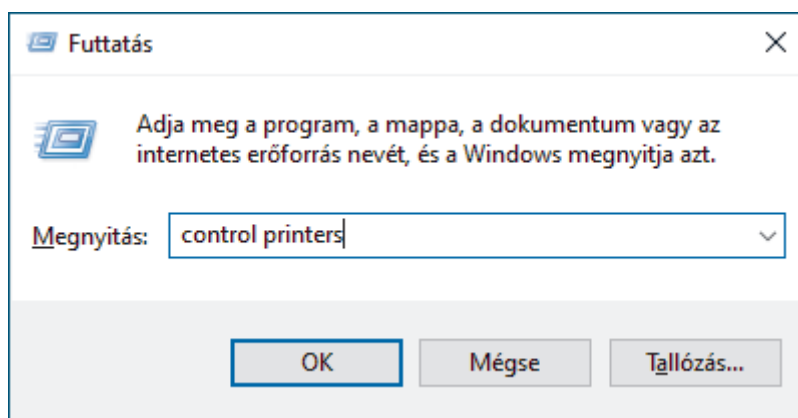 Futtatás
Adja meg a program, a mappa, a dokumentum vagy az
internetes erőforrás nevét, és a Windows megnyitja azt.
Megnyitás: control printers
OK Mégse Tallózás...